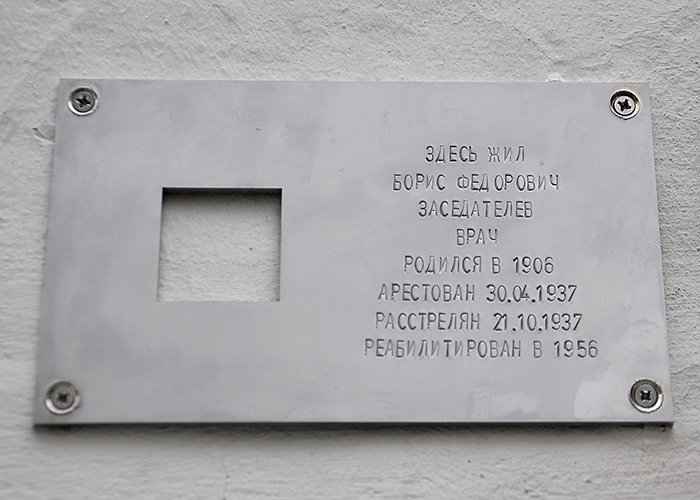 ЗДЕСЬ ЖИЛ
БОРИС ФЕДОРОВИЧ
ЗАСЕДАТЕЛЕВ
ВРАЧ
РОДИЛСЯ В 1906
АРЕСТОВАН 30.04.1937
РАССТРЕЛЯН 21.10.1937
РЕАБИЛИТИРОВАН В 1956